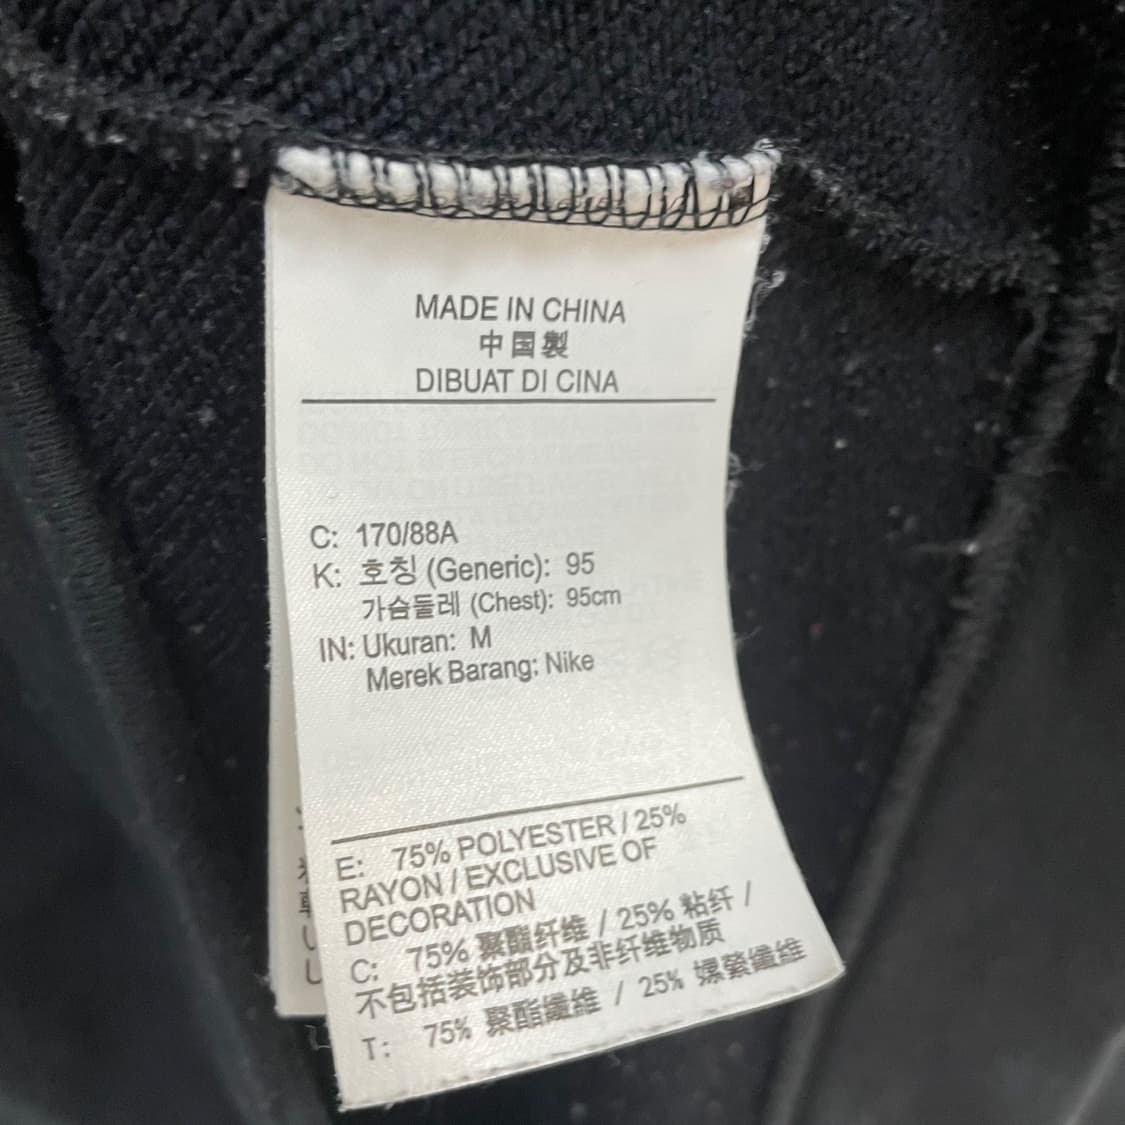 MADE IN CHINA
中国製
DIBUAT DI CINA
C: 170/88A
K: 호칭 (Generic): 95
가슴둘레 (Chest): 95cm
IN: Ukuran: M
Merek Barang: Nike
E: 75% POLYESTER / 25%
RAYON / EXCLUSIVE OF
DECORATION
C: 75% 聚酯纤维 / 25% 粘纤 /
不包括装饰部分及非纤维物质
T: 75% 聚酯纖維 / 25% 嫘縈纖維